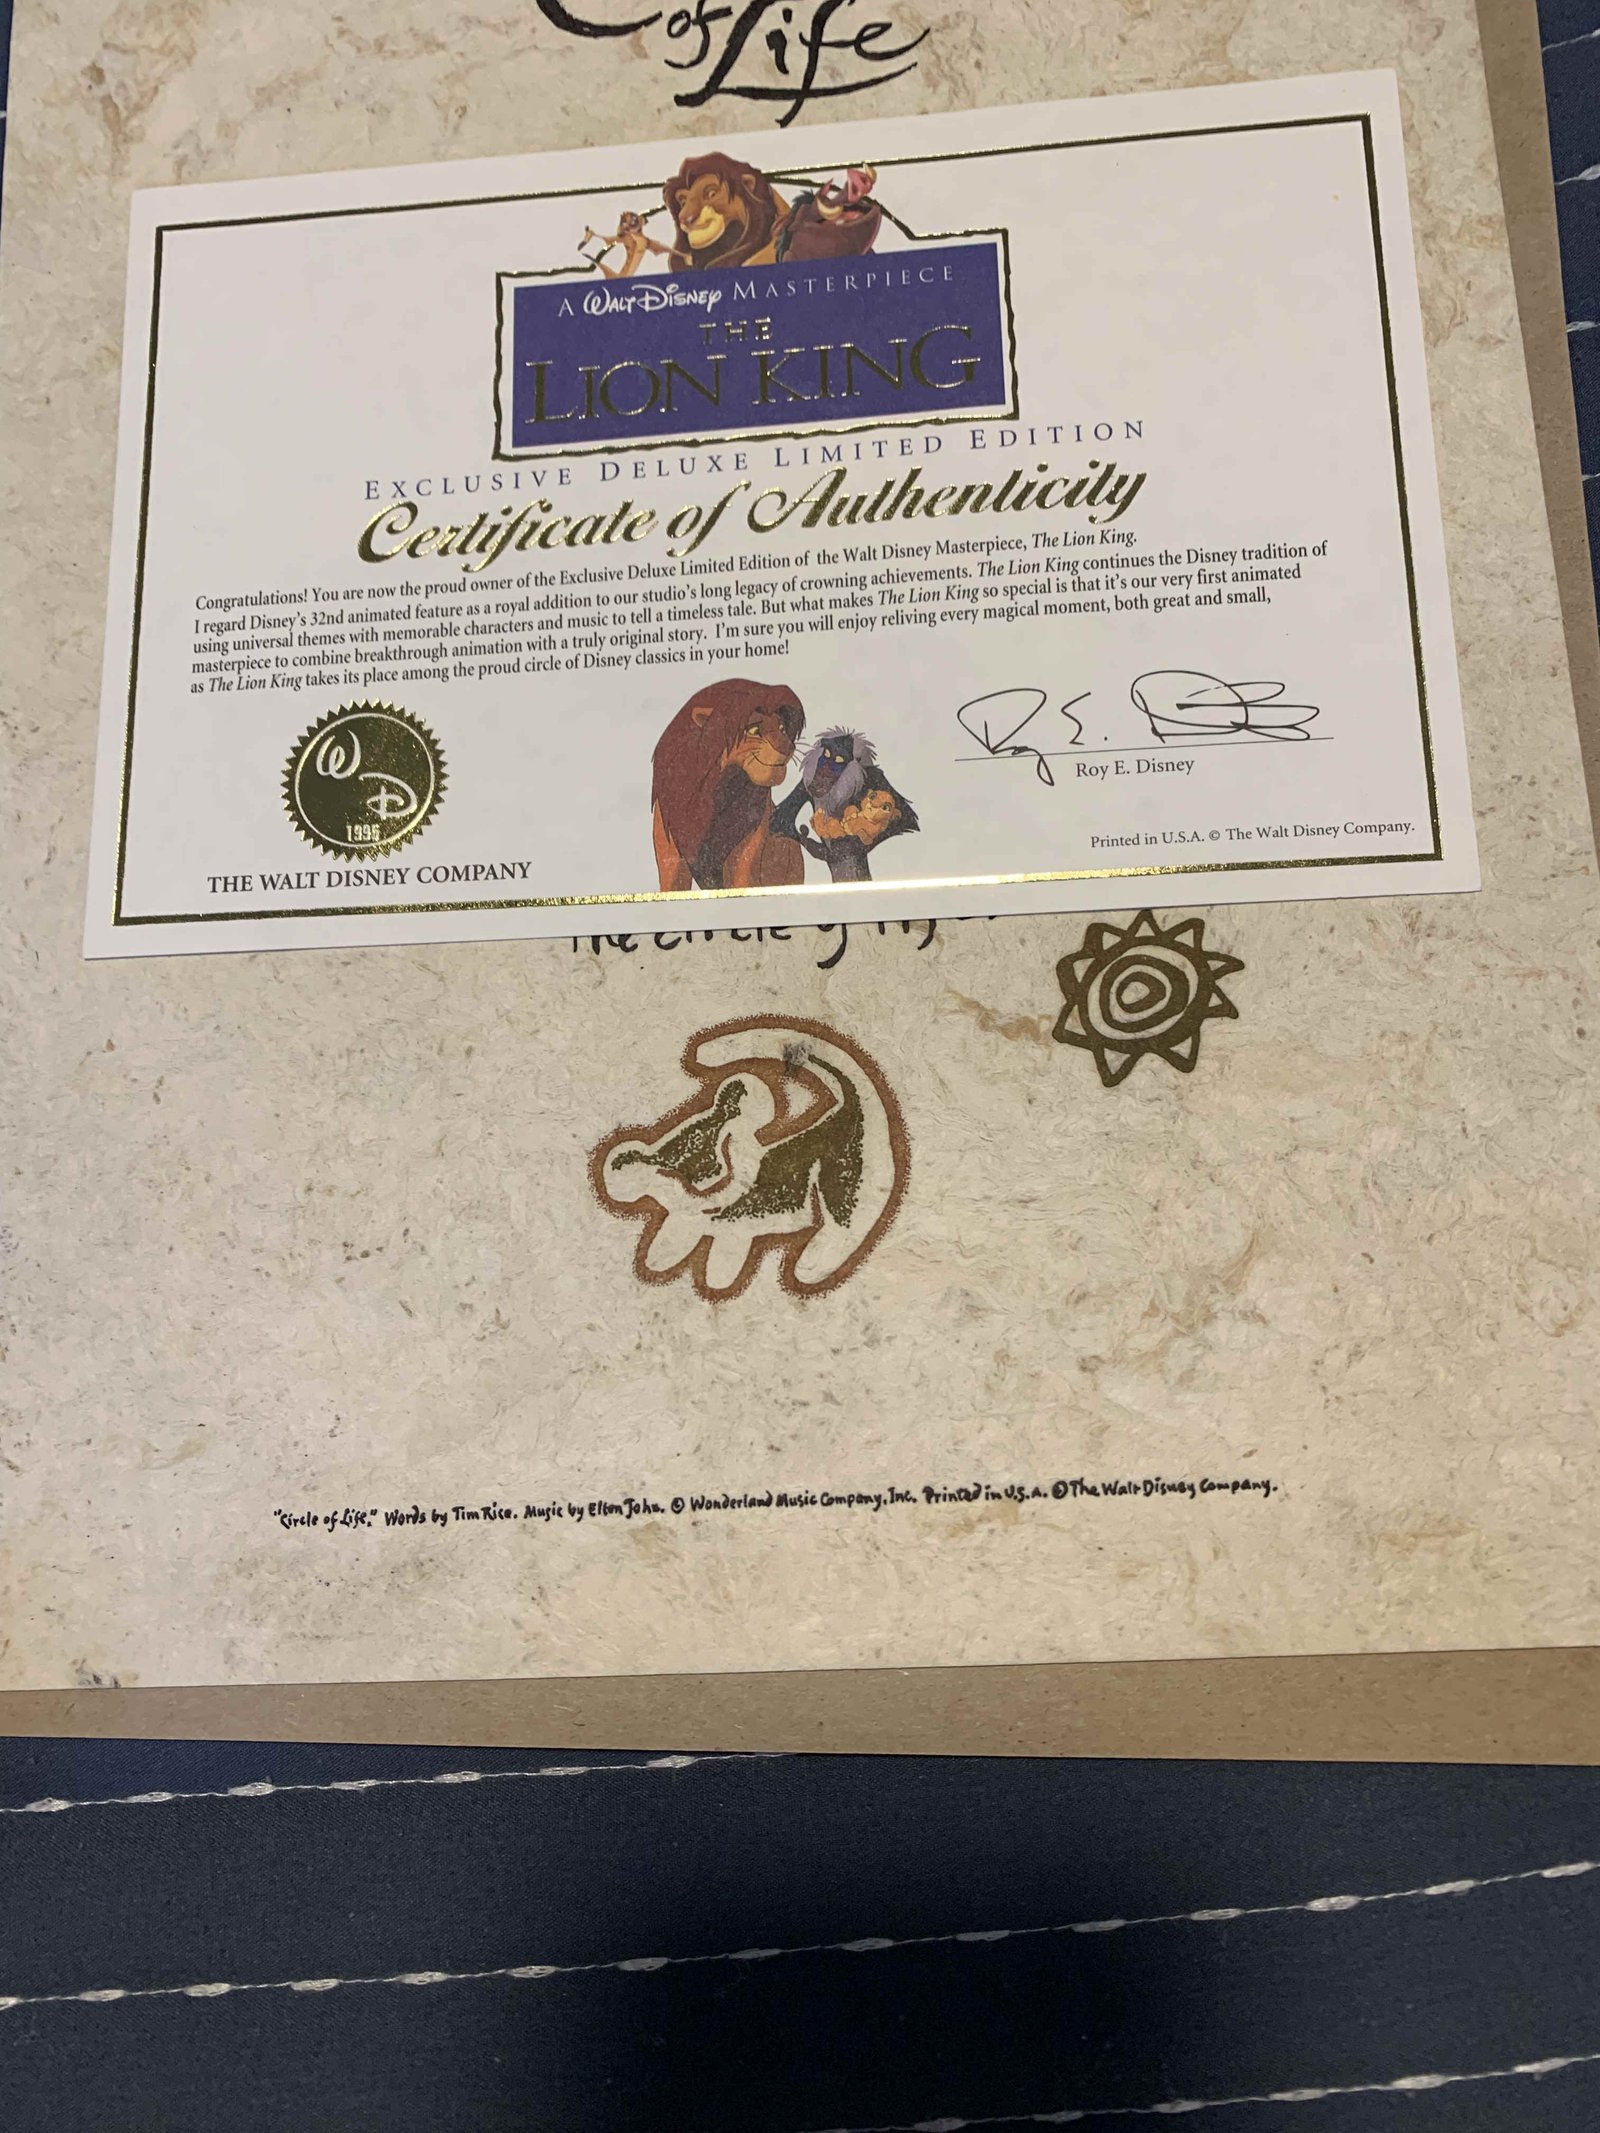 of Life
A WALT DISNEY MASTERPIECE
THE
LION KING
EXCLUSIVE DELUXE LIMITED EDITION
Certificate of Authenticity
Congratulations! You are now the proud owner of the Exclusive Deluxe Limited Edition of the Walt Disney Masterpiece, The Lion King.
I regard Disney's 32nd animated feature as a royal addition to our studio's long legacy of crowning achievements. The Lion King continues the Disney tradition of
using universal themes with memorable characters and music to tell a timeless tale. But what makes The Lion King so special is that it's our very first animated
masterpiece to combine breakthrough animation with a truly original story. I'm sure you will enjoy reliving every magical moment, both great and small,
as The Lion King takes its place among the proud circle of Disney classics in your home!
W
D
1995
Roy E. Disney
Roy E. Disney
Printed in U.S.A. © The Walt Disney Company.
THE WALT DISNEY COMPANY
The Circle of
"Circle of Life," Words by Tim Rice. Music by Elton John. © Wonderland Music Company, Inc. Printed in U.S.A. © The Walt Disney Company.